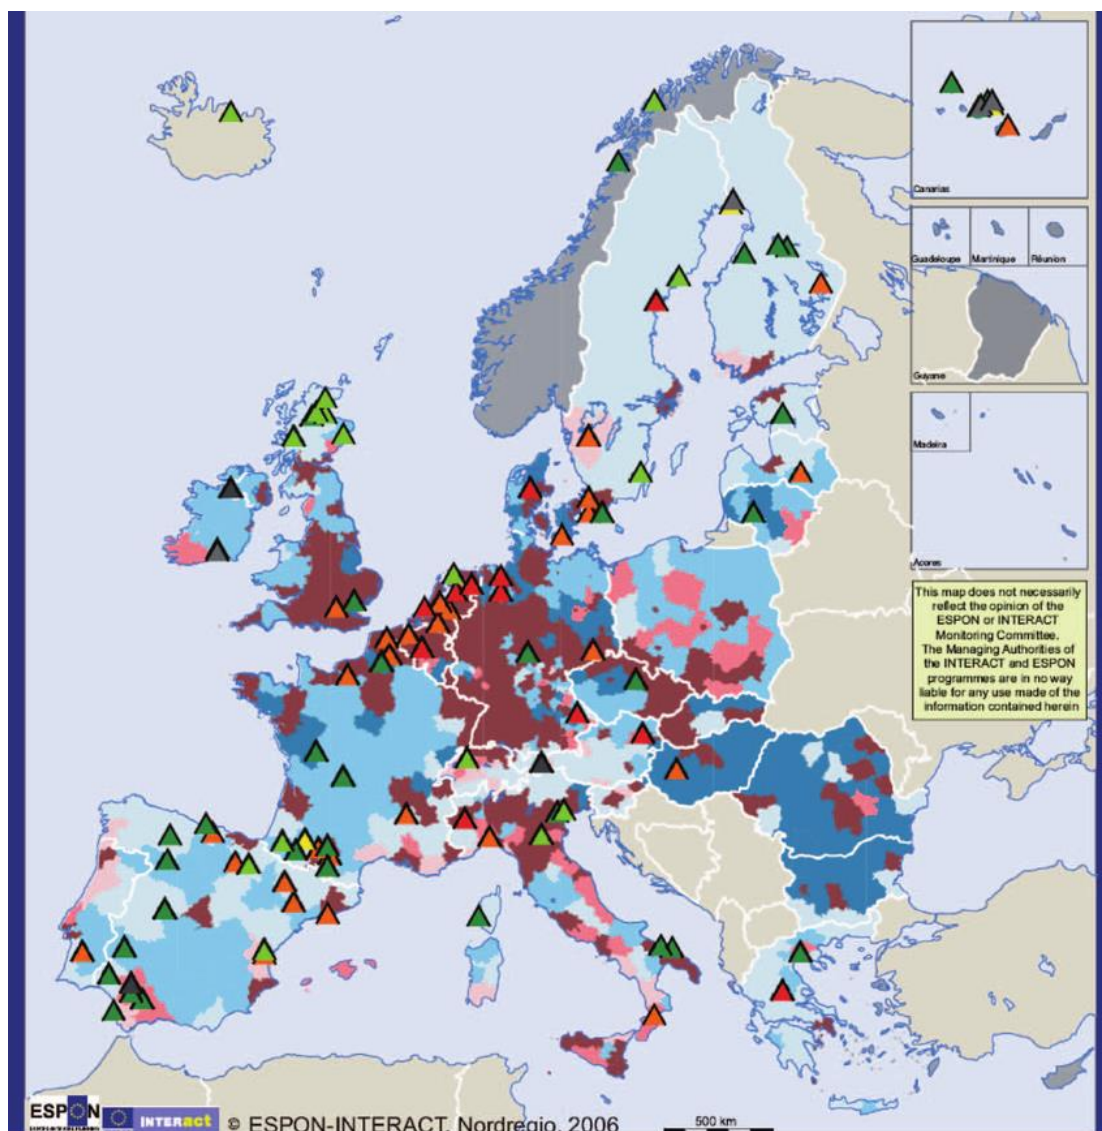 Canarias
Guadeloupe
Martinique
Réunion
Guyane
Madeira
Acores
This map does not necessarily
reflect the opinion of the
ESPON or INTERACT
Monitoring Committee.
The Managing Authorities of
the INTERACT and ESPON
programmes are in no way
liable for any use made of the
information contained herein
ESPON
INTERact
© ESPON-INTERACT, Nordregio, 2006
500 km